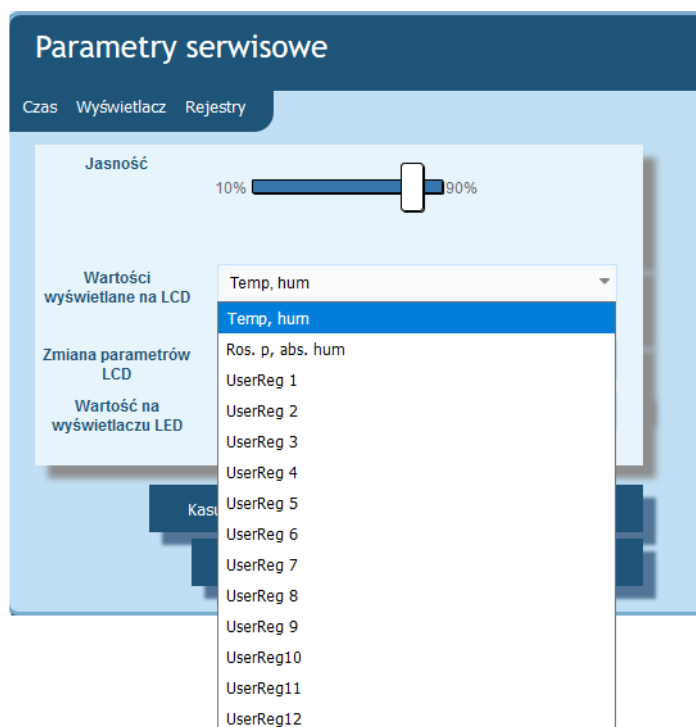 Parametry serwisowe
Czas Wyświetlacz Rejestry
Jasność
10% 90%
Wartości
wyświetlane na LCD
Temp, hum
Temp, hum
Ros. p, abs. hum
Zmiana parametrów
LCD
UserReg 1
Wartość na
wyświetlaczu LED
UserReg 2
UserReg 3
UserReg 4
UserReg 5
UserReg 6
UserReg 7
UserReg 8
UserReg 9
UserReg10
UserReg11
UserReg12